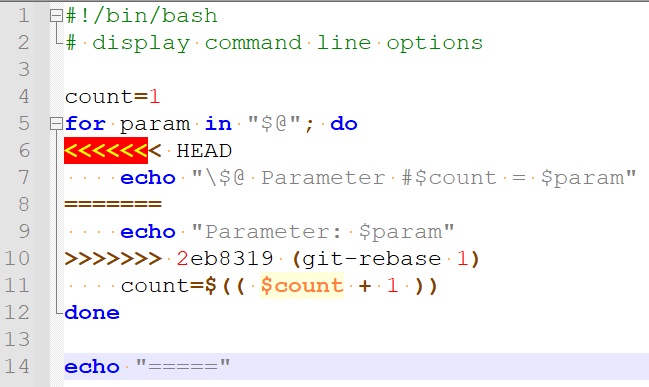 1 #!/bin/bash
2 # display command line options
3
4 count=1
5 for param in "$@"; do
6 <<<<<<< HEAD
7     echo "\$@ Parameter #$count = $param"
8 =======
9     echo "Parameter: $param"
10 >>>>>>> 2eb8319 (git-rebase 1)
11     count=$(( $count + 1 ))
12 done
13
14 echo "====="